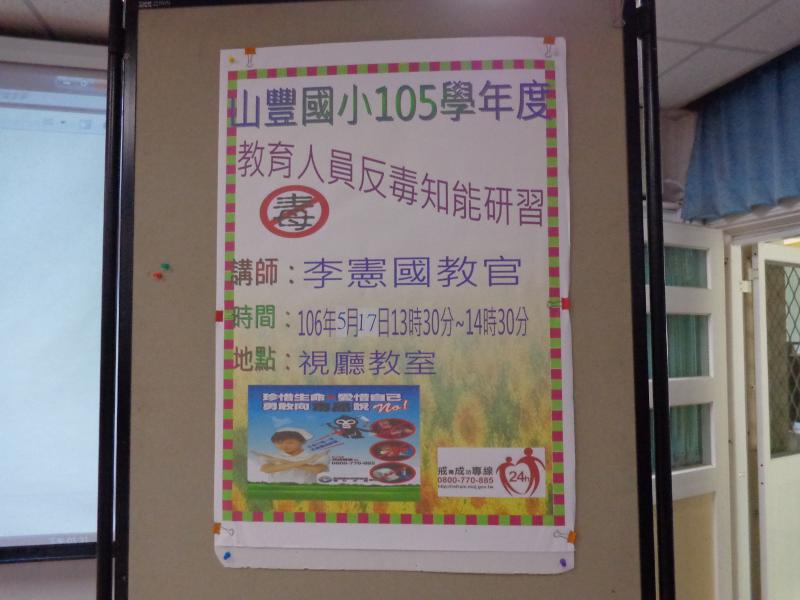 山豐國小105學年度
教育人員反毒知能研習
毒
講師：李憲國教官
時間：106年5月17日13時30分~14時30分
地點：視廳教室
珍惜生命 愛惜自己
勇敢向毒品說 No!
0800-770-885
戒毒成功專線
0800-770-885
24h